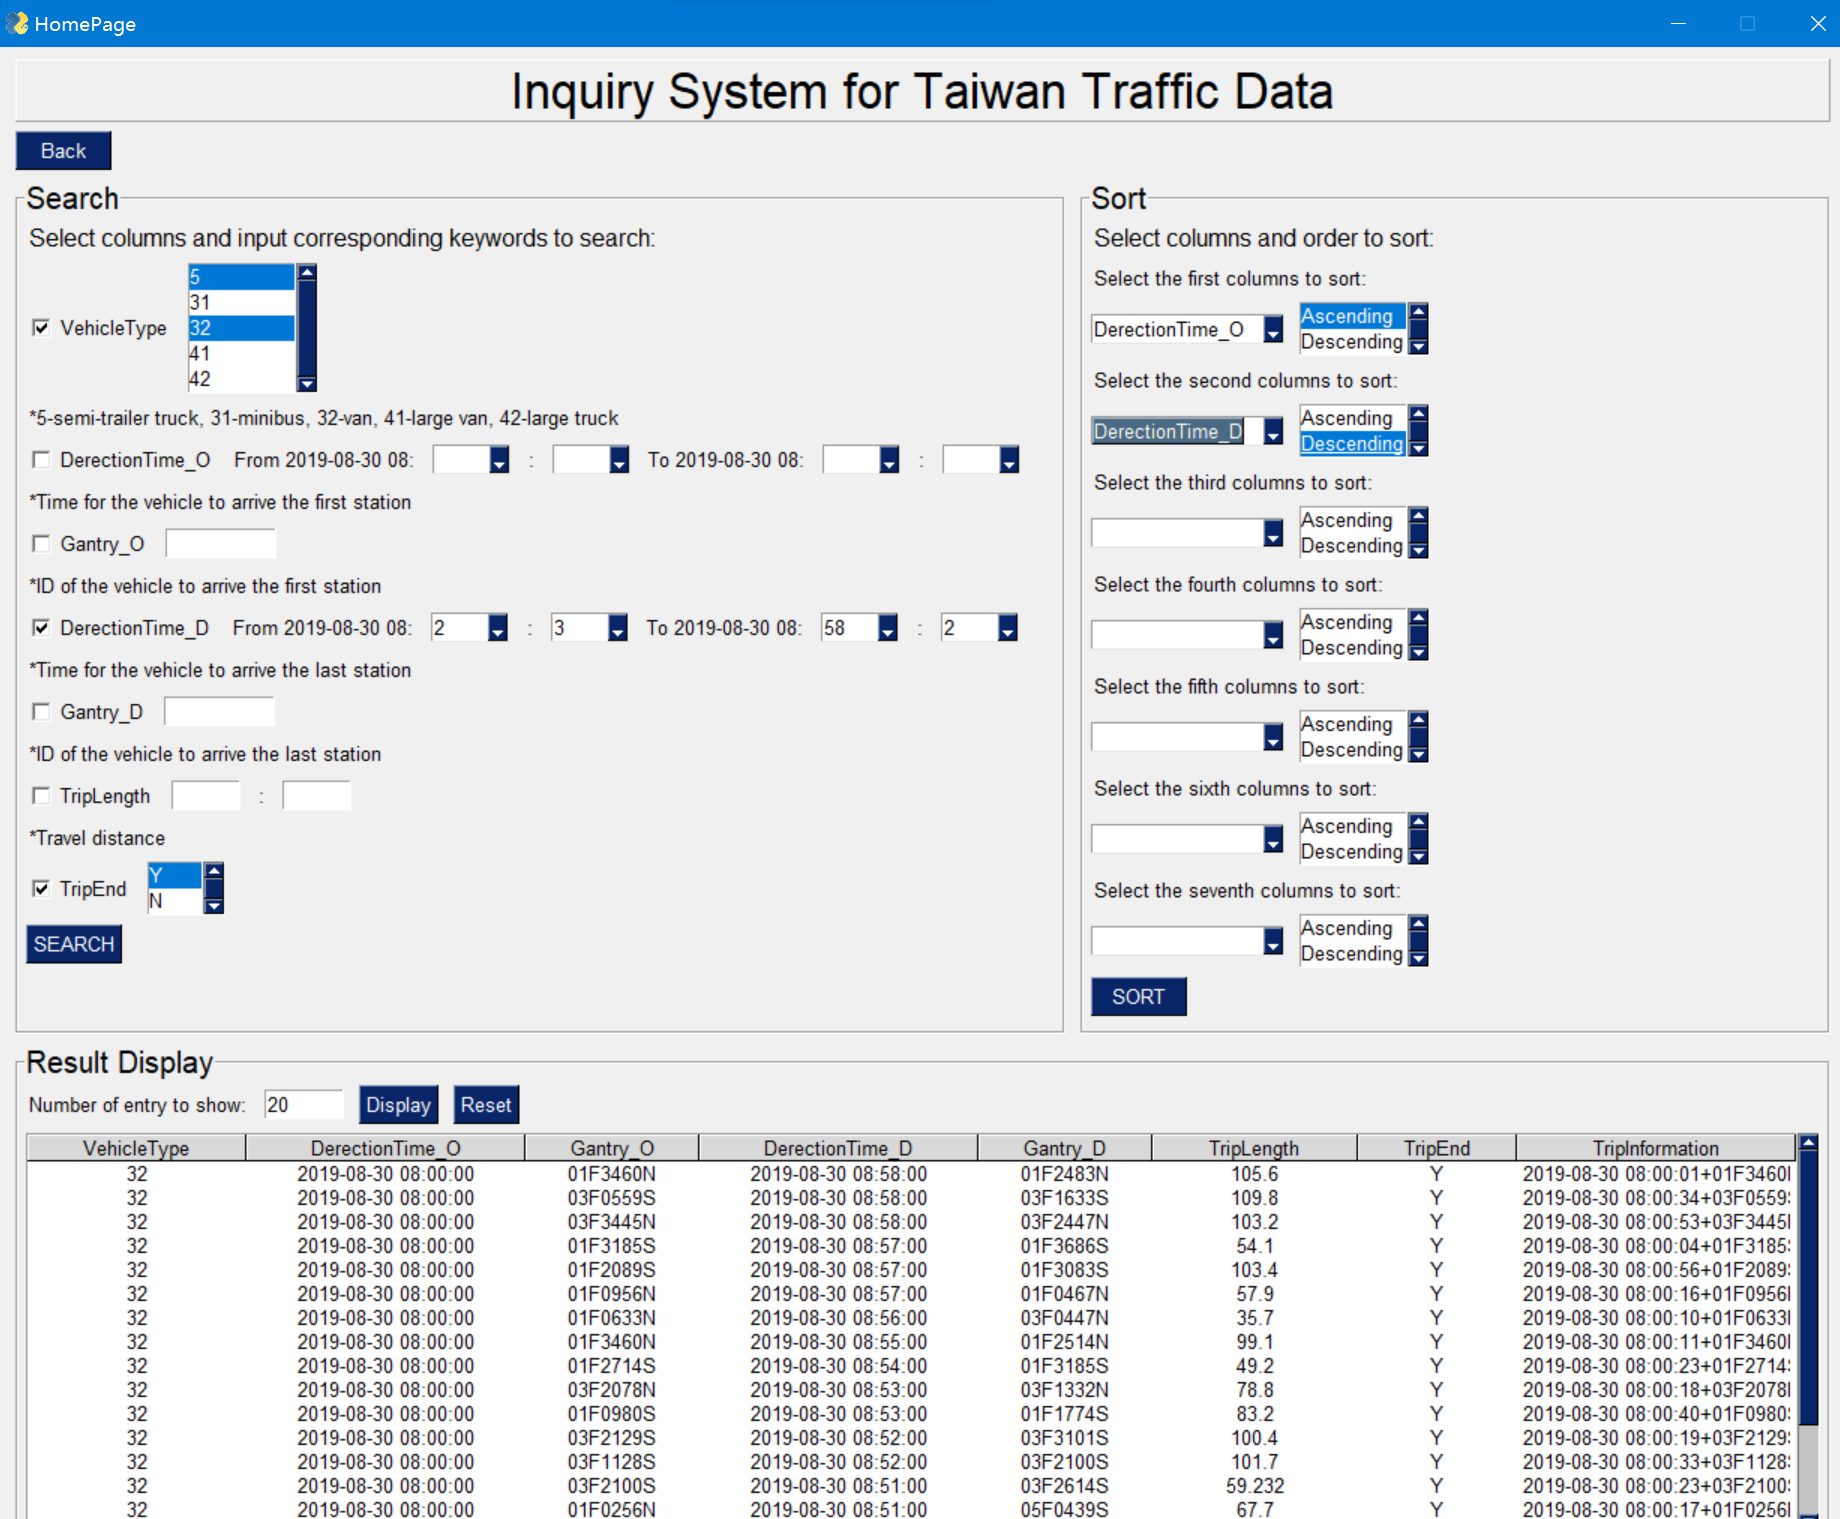 HomePage
Inquiry System for Taiwan Traffic Data
Back
Search
Select columns and input corresponding keywords to search:
5
31
VehicleType 32
41
42
*5-semi-trailer truck, 31-minibus, 32-van, 41-large van, 42-large truck
DerectionTime_O From 2019-08-30 08: : To 2019-08-30 08: :
*Time for the vehicle to arrive the first station
Gantry_O
*ID of the vehicle to arrive the first station
DerectionTime_D From 2019-08-30 08: 2 : 3 To 2019-08-30 08: 58 : 2
*Time for the vehicle to arrive the last station
Gantry_D
*ID of the vehicle to arrive the last station
TripLength :
*Travel distance
TripEnd Y
N
SEARCH
Sort
Select columns and order to sort:
Select the first columns to sort:
DerectionTime_O Ascending
Descending
Select the second columns to sort:
DerectionTime_D Ascending
Descending
Select the third columns to sort:
Ascending
Descending
Select the fourth columns to sort:
Ascending
Descending
Select the fifth columns to sort:
Ascending
Descending
Select the sixth columns to sort:
Ascending
Descending
Select the seventh columns to sort:
Ascending
Descending
SORT
Result Display
Number of entry to show: 20 Display Reset
VehicleType DerectionTime_O Gantry_O DerectionTime_D Gantry_D TripLength TripEnd TripInformation
32 2019-08-30 08:00:00 01F3460N 2019-08-30 08:58:00 01F2483N 105.6 Y 2019-08-30 08:00:01+01F3460
32 2019-08-30 08:00:00 03F0559S 2019-08-30 08:58:00 03F1633S 109.8 Y 2019-08-30 08:00:34+03F0559
32 2019-08-30 08:00:00 03F3445N 2019-08-30 08:58:00 03F2447N 103.2 Y 2019-08-30 08:00:53+03F3445
32 2019-08-30 08:00:00 01F3185S 2019-08-30 08:57:00 01F3686S 54.1 Y 2019-08-30 08:00:04+01F3185
32 2019-08-30 08:00:00 01F2089S 2019-08-30 08:57:00 01F3083S 103.4 Y 2019-08-30 08:00:56+01F2089
32 2019-08-30 08:00:00 01F0956N 2019-08-30 08:57:00 01F0467N 57.9 Y 2019-08-30 08:00:16+01F0956
32 2019-08-30 08:00:00 01F0633N 2019-08-30 08:56:00 03F0447N 35.7 Y 2019-08-30 08:00:10+01F0633
32 2019-08-30 08:00:00 01F3460N 2019-08-30 08:55:00 01F2514N 99.1 Y 2019-08-30 08:00:11+01F3460
32 2019-08-30 08:00:00 01F2714S 2019-08-30 08:54:00 01F3185S 49.2 Y 2019-08-30 08:00:23+01F2714
32 2019-08-30 08:00:00 03F2078N 2019-08-30 08:53:00 03F1332N 78.8 Y 2019-08-30 08:00:18+03F2078
32 2019-08-30 08:00:00 01F0980S 2019-08-30 08:53:00 01F1774S 83.2 Y 2019-08-30 08:00:40+01F0980
32 2019-08-30 08:00:00 03F2129S 2019-08-30 08:52:00 03F3101S 100.4 Y 2019-08-30 08:00:19+03F2129
32 2019-08-30 08:00:00 03F1128S 2019-08-30 08:52:00 03F2100S 101.7 Y 2019-08-30 08:00:33+03F1128
32 2019-08-30 08:00:00 03F2100S 2019-08-30 08:51:00 03F2614S 59.232 Y 2019-08-30 08:00:23+03F2100
32 2019-08-30 08:00:00 01F0256N 2019-08-30 08:51:00 05F0439S 67.7 Y 2019-08-30 08:00:17+01F0256